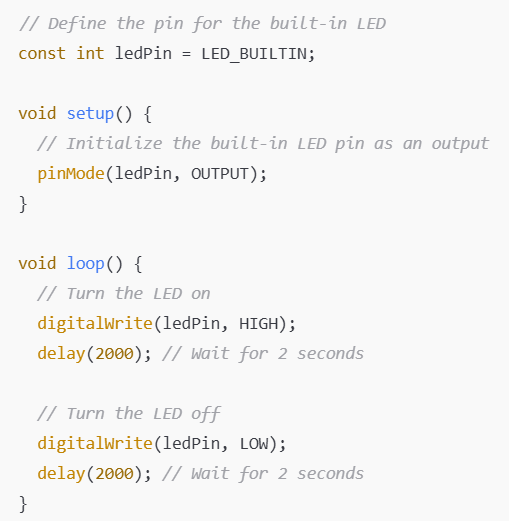 // Define the pin for the built-in LED
const int ledPin = LED_BUILTIN;

void setup() {
  // Initialize the built-in LED pin as an output
  pinMode(ledPin, OUTPUT);
}

void loop() {
  // Turn the LED on
  digitalWrite(ledPin, HIGH);
  delay(2000); // Wait for 2 seconds

  // Turn the LED off
  digitalWrite(ledPin, LOW);
  delay(2000); // Wait for 2 seconds
}